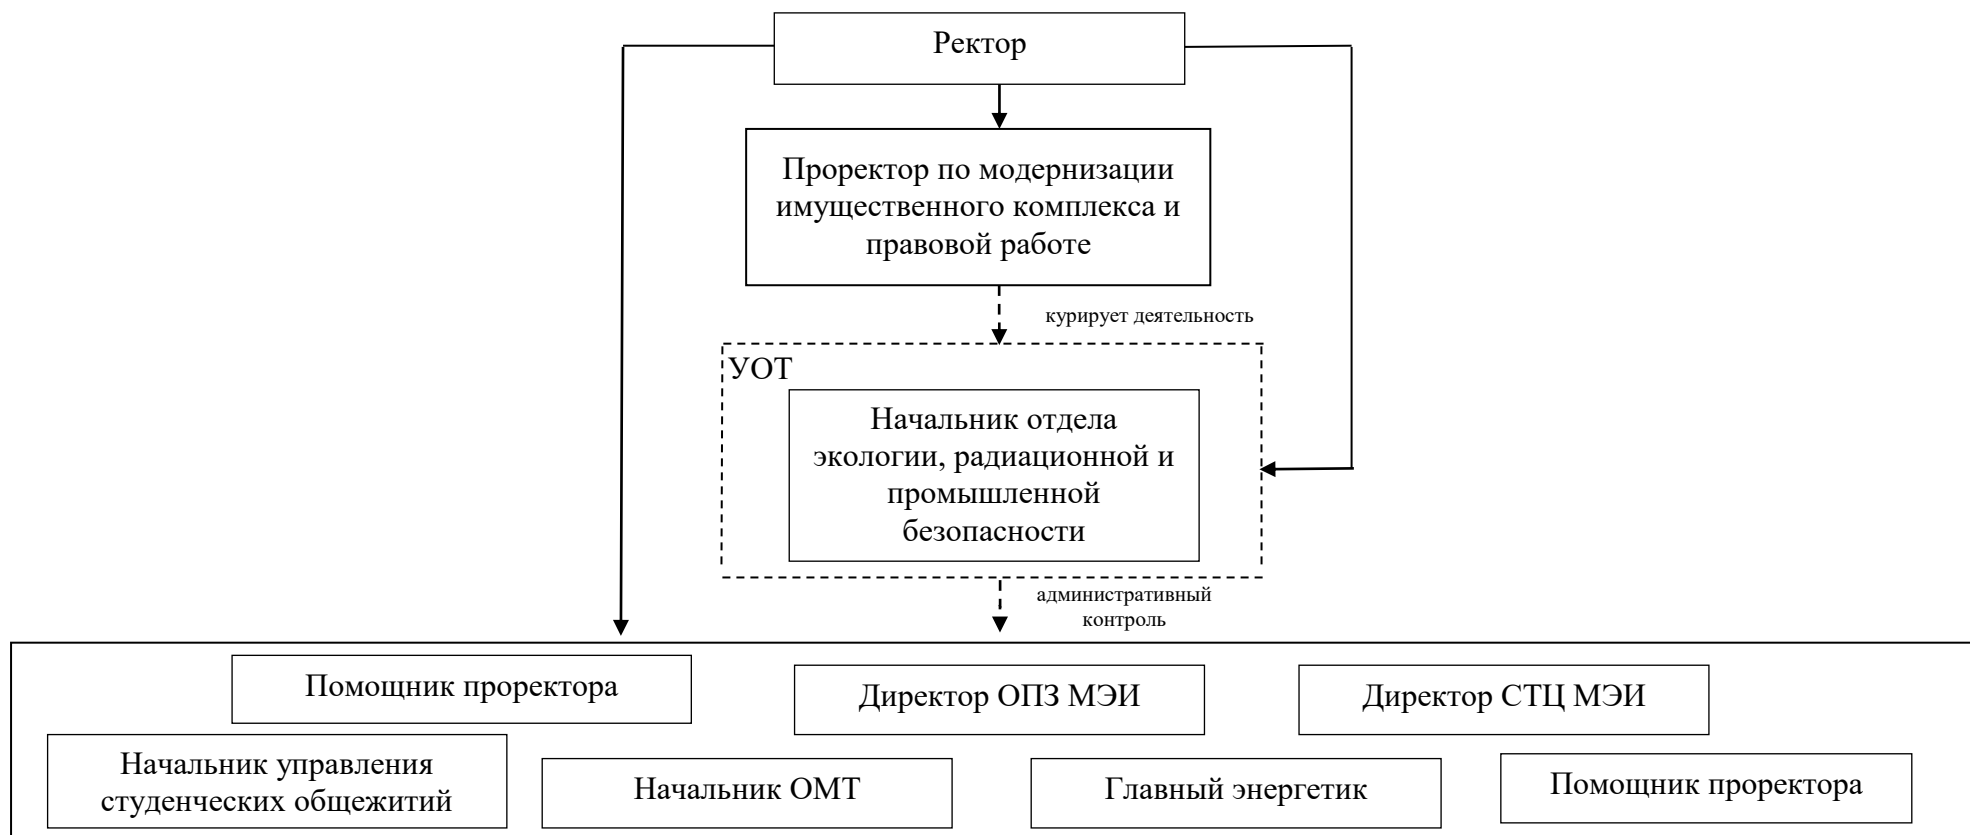 Ректор
Проректор по модернизации
имущественного комплекса и
правовой работе
курирует деятельность
УОТ
Начальник отдела
экологии, радиационной и
промышленной
безопасности
административный
контроль
Помощник проректора
Директор ОПЗ МЭИ
Директор СТЦ МЭИ
Начальник управления
студенческих общежитий
Начальник ОМТ
Главный энергетик
Помощник проректора